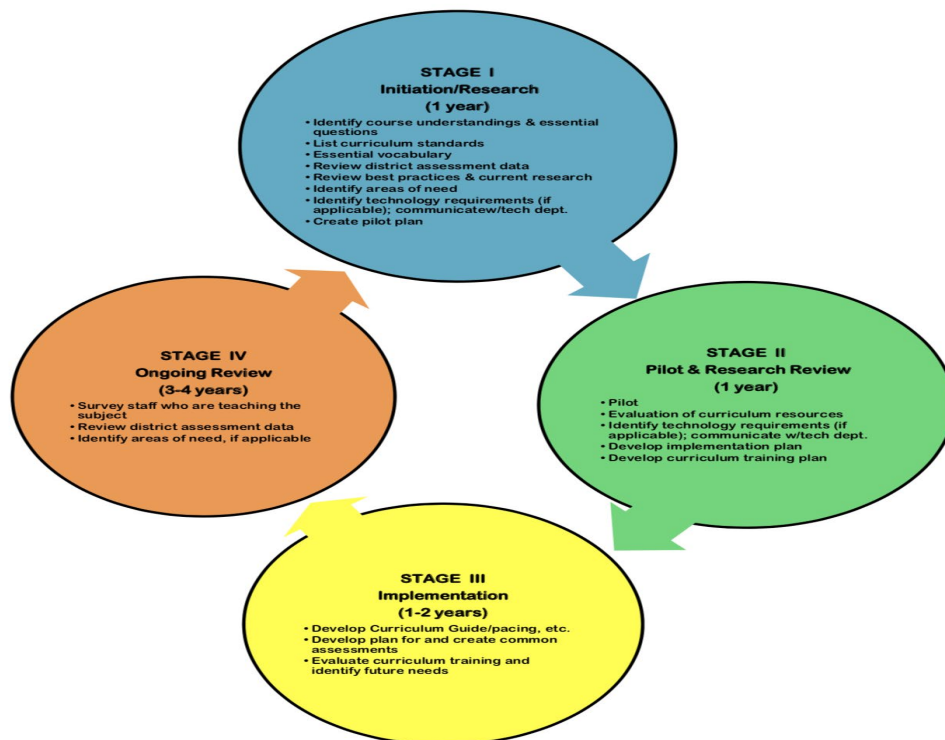 STAGE I
Initiation/Research
(1 year)
• Identify course understandings & essential
questions
• List curriculum standards
• Essential vocabulary
• Review district assessment data
• Review best practices & current research
• Identify areas of need
• Identify technology requirements (if
applicable); communicatew/tech dept.
• Create pilot plan
STAGE II
Pilot & Research Review
(1 year)
• Pilot
• Evaluation of curriculum resources
• Identify technology requirements (if
applicable); communicate w/tech dept.
• Develop implementation plan
• Develop curriculum training plan
STAGE III
Implementation
(1-2 years)
• Develop Curriculum Guide/pacing, etc.
• Develop plan for and create common
assessments
• Evaluate curriculum training and
identify future needs
STAGE IV
Ongoing Review
(3-4 years)
• Survey staff who are teaching the
subject
• Review district assessment data
• Identify areas of need, if applicable